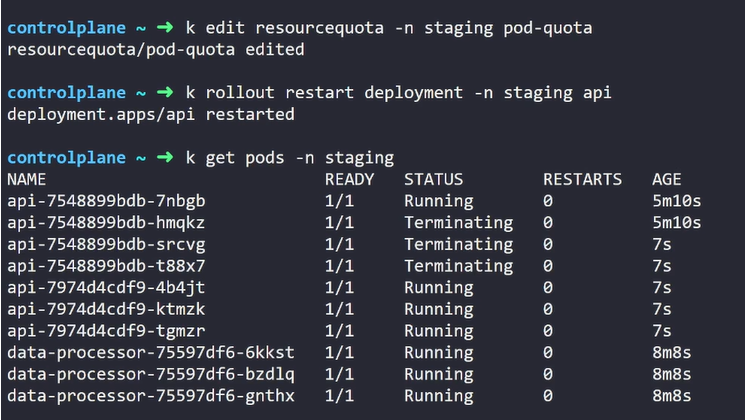 controlplane ~ ➜ k edit resourcequota -n staging pod-quota
resourcequota/pod-quota edited
controlplane ~ ➜ k rollout restart deployment -n staging api
deployment.apps/api restarted
controlplane ~ ➜ k get pods -n staging
NAME READY STATUS RESTARTS AGE
api-7548899bdb-7nbgb 1/1 Running 0 5m10s
api-7548899bdb-hmqkz 1/1 Terminating 0 5m10s
api-7548899bdb-srcvg 1/1 Terminating 0 7s
api-7548899bdb-t88x7 1/1 Terminating 0 7s
api-7974d4cdf9-4b4jt 1/1 Running 0 7s
api-7974d4cdf9-ktmzk 1/1 Running 0 7s
api-7974d4cdf9-tgmzr 1/1 Running 0 7s
data-processor-75597df6-6kkst 1/1 Running 0 8m8s
data-processor-75597df6-bzdlq 1/1 Running 0 8m8s
data-processor-75597df6-gnthx 1/1 Running 0 8m8s